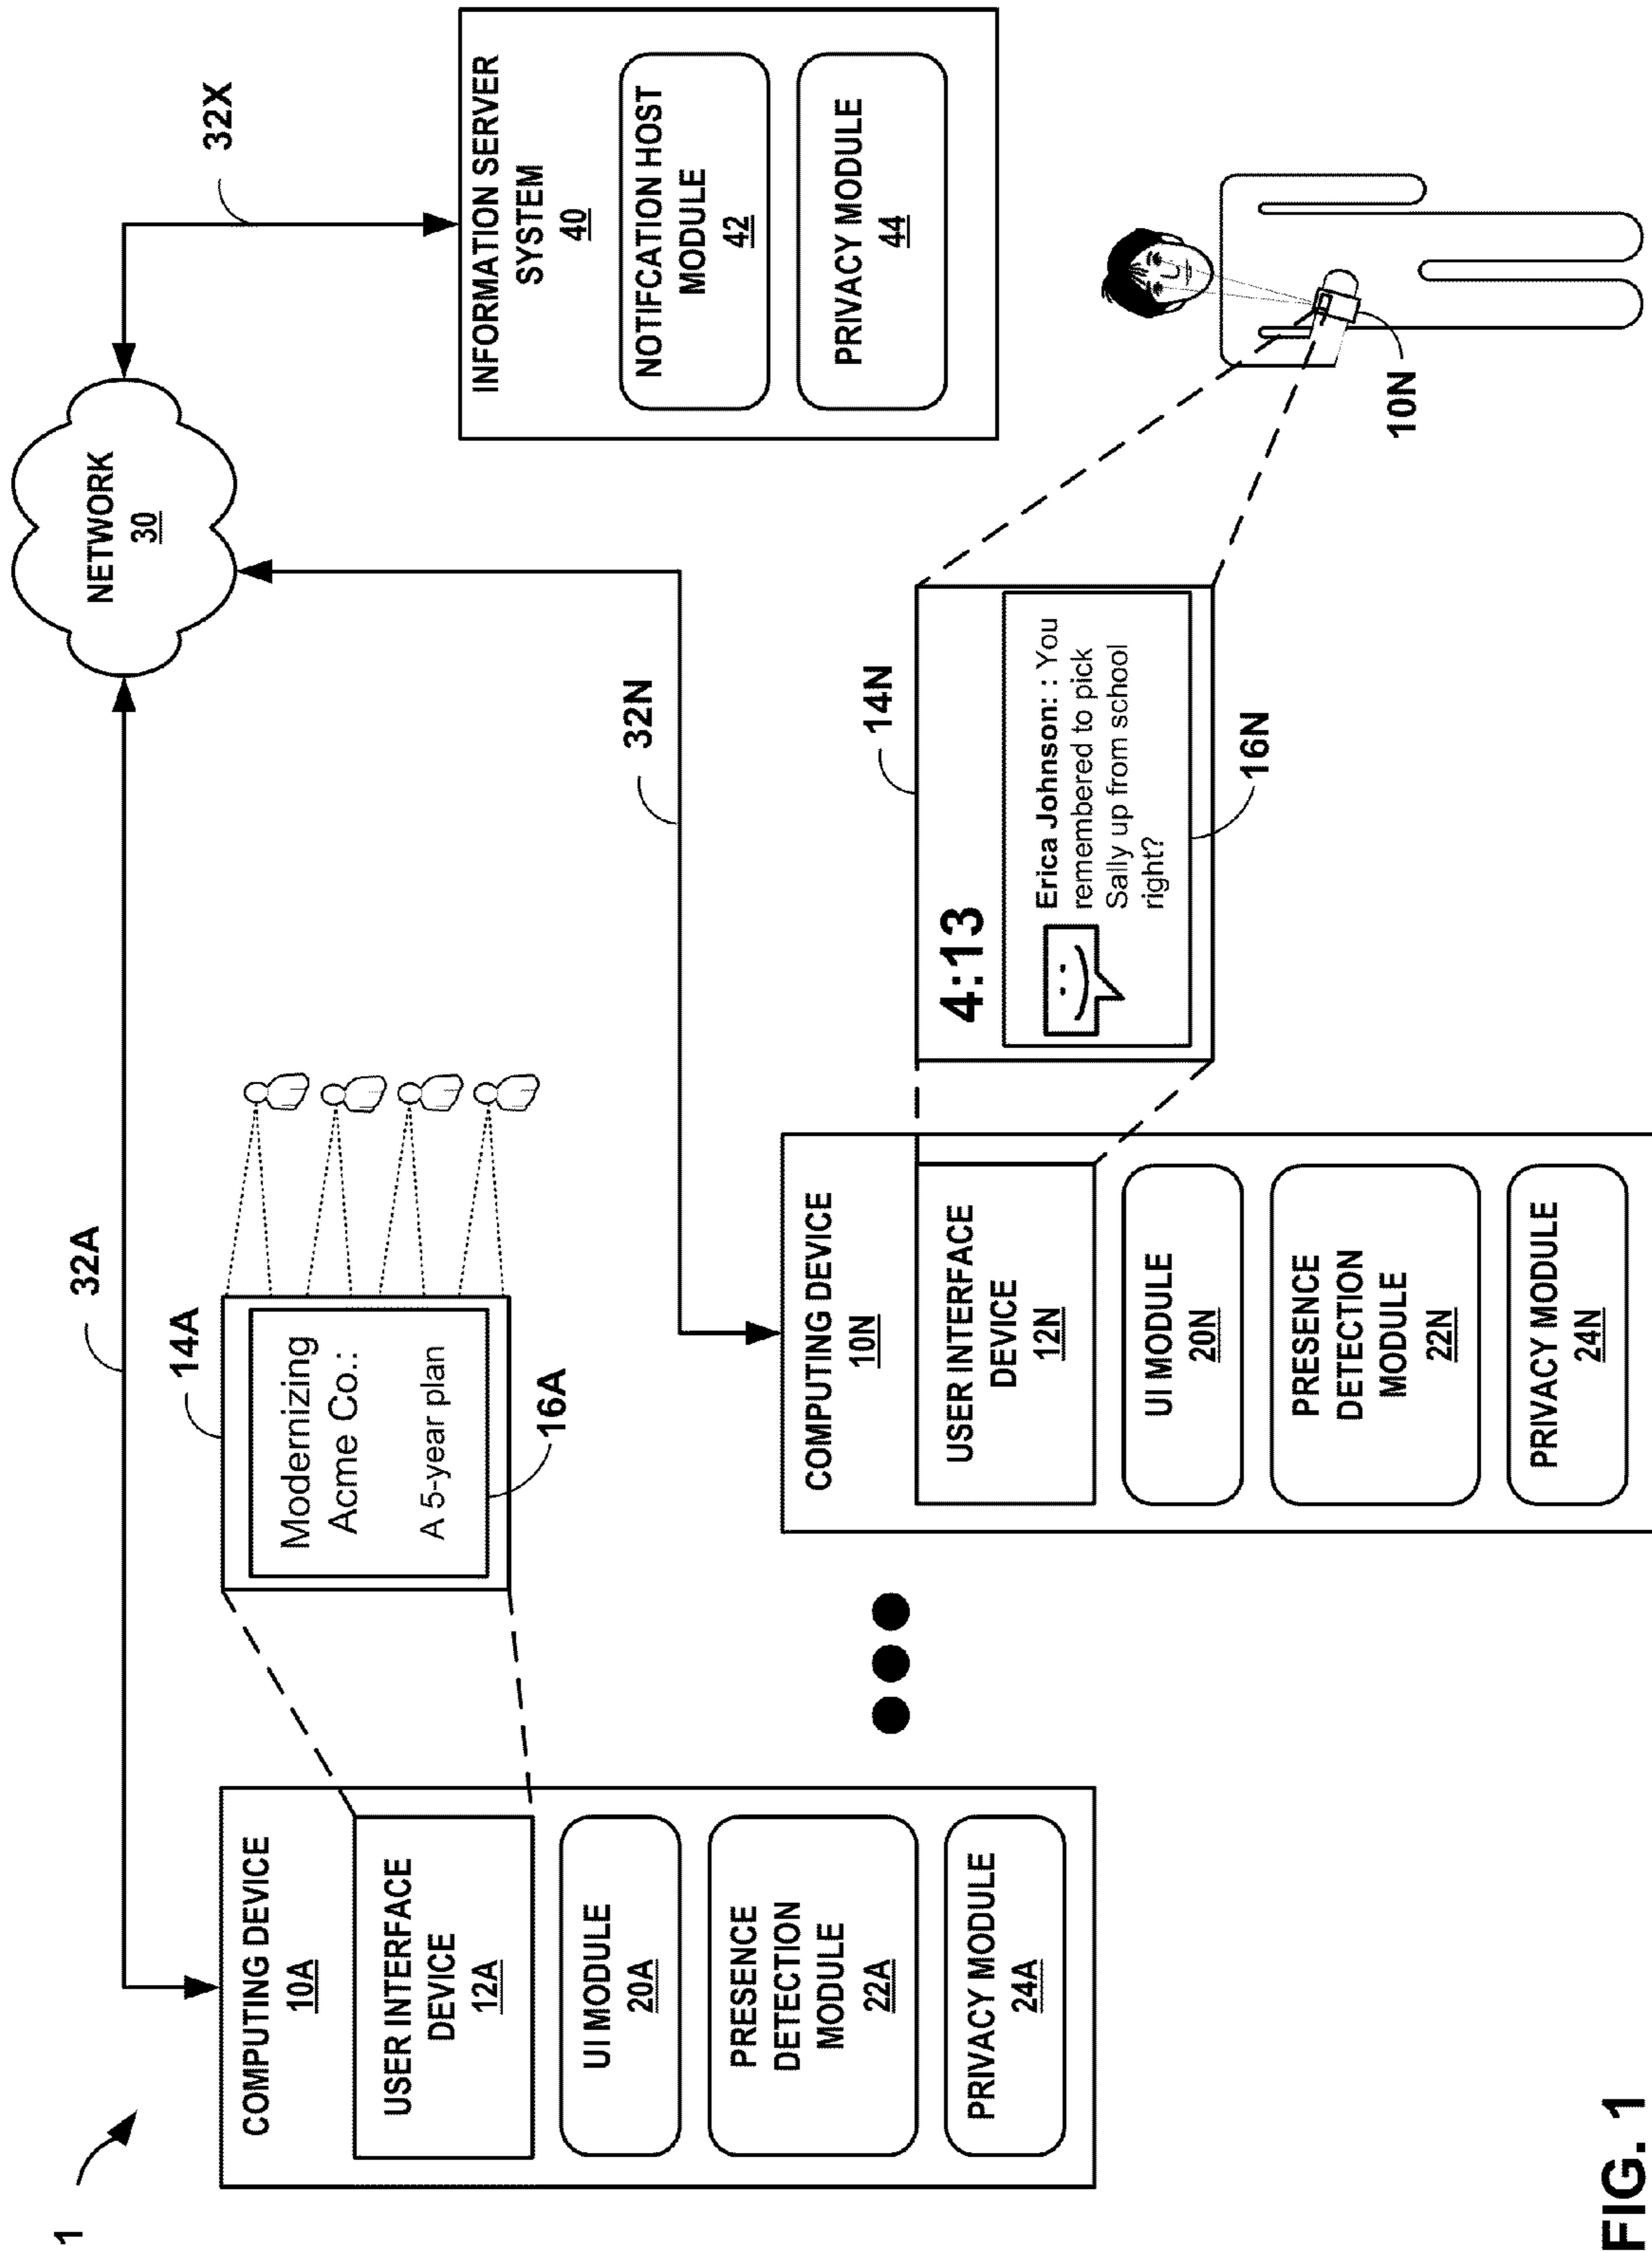 1
32A
NETWORK
30
32X
COMPUTING DEVICE
10A
USER INTERFACE
DEVICE
12A
UI MODULE
20A
PRESENCE
DETECTION
MODULE
22A
PRIVACY MODULE
24A
14A
Modernizing
Acme Co.:
A 5-year plan
16A
32N
INFORMATION SERVER
SYSTEM
40
NOTIFCATION HOST
MODULE
42
PRIVACY MODULE
44
COMPUTING DEVICE
10N
USER INTERFACE
DEVICE
12N
UI MODULE
20N
PRESENCE
DETECTION
MODULE
22N
PRIVACY MODULE
24N
14N
4:13
Erica Johnson: : You
remembered to pick
Sally up from school
right?
16N
10N
FIG. 1